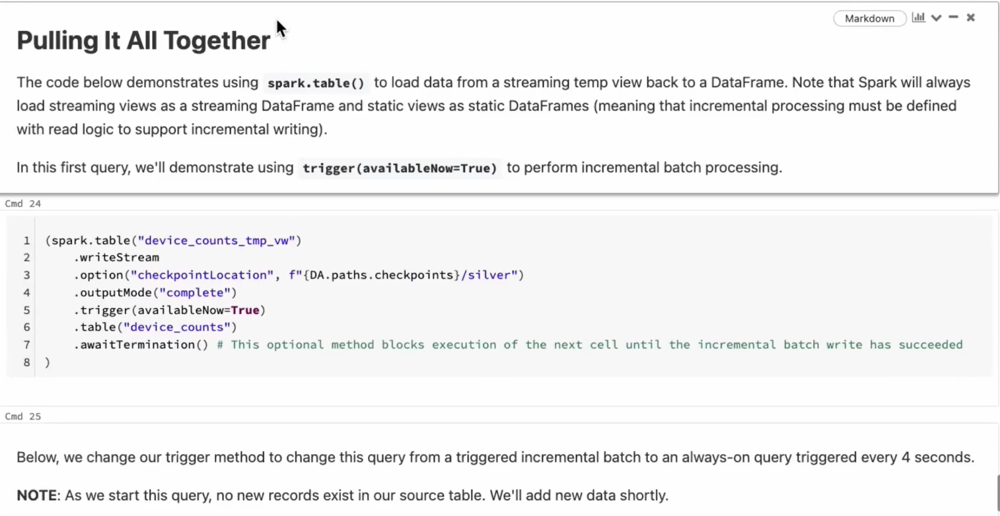 Markdown
Pulling It All Together
The code below demonstrates using spark.table() to load data from a streaming temp view back to a DataFrame. Note that Spark will always
load streaming views as a streaming DataFrame and static views as static DataFrames (meaning that incremental processing must be defined
with read logic to support incremental writing).
In this first query, we'll demonstrate using trigger(availableNow=True) to perform incremental batch processing.
Cmd 24
1 (spark.table("device_counts_tmp_vw")
2     .writeStream
3     .option("checkpointLocation", f"{DA.paths.checkpoints}/silver")
4     .outputMode("complete")
5     .trigger(availableNow=True)
6     .table("device_counts")
7     .awaitTermination() # This optional method blocks execution of the next cell until the incremental batch write has succeeded
8 )
Cmd 25
Below, we change our trigger method to change this query from a triggered incremental batch to an always-on query triggered every 4 seconds.
NOTE: As we start this query, no new records exist in our source table. We'll add new data shortly.